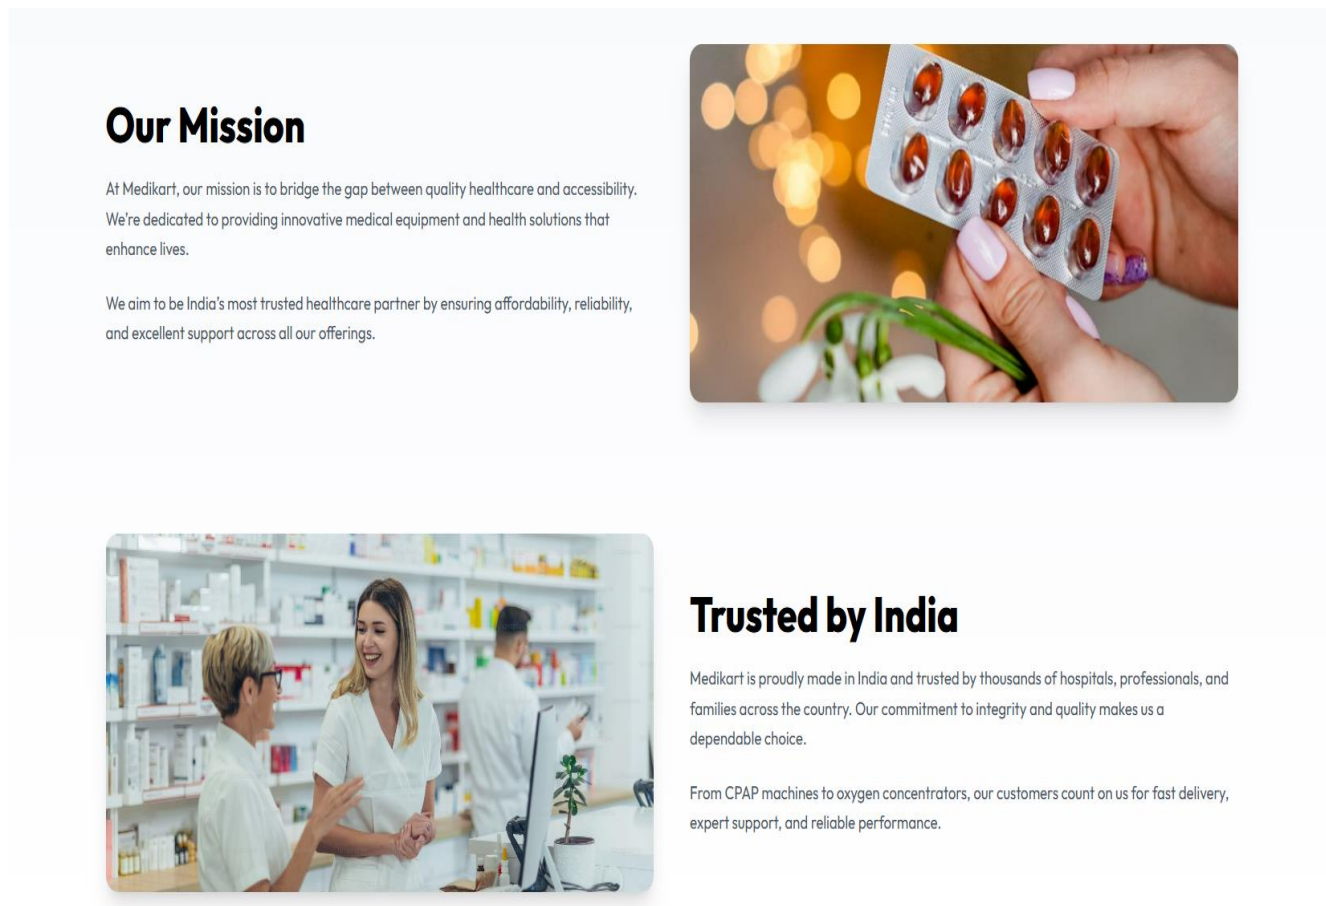 Our Mission
At Medikart, our mission is to bridge the gap between quality healthcare and accessibility.
We're dedicated to providing innovative medical equipment and health solutions that
enhance lives.
We aim to be India's most trusted healthcare partner by ensuring affordability, reliability,
and excellent support across all our offerings.
Trusted by India
Medikart is proudly made in India and trusted by thousands of hospitals, professionals, and
families across the country. Our commitment to integrity and quality makes us a
dependable choice.
From CPAP machines to oxygen concentrators, our customers count on us for fast delivery,
expert support, and reliable performance.